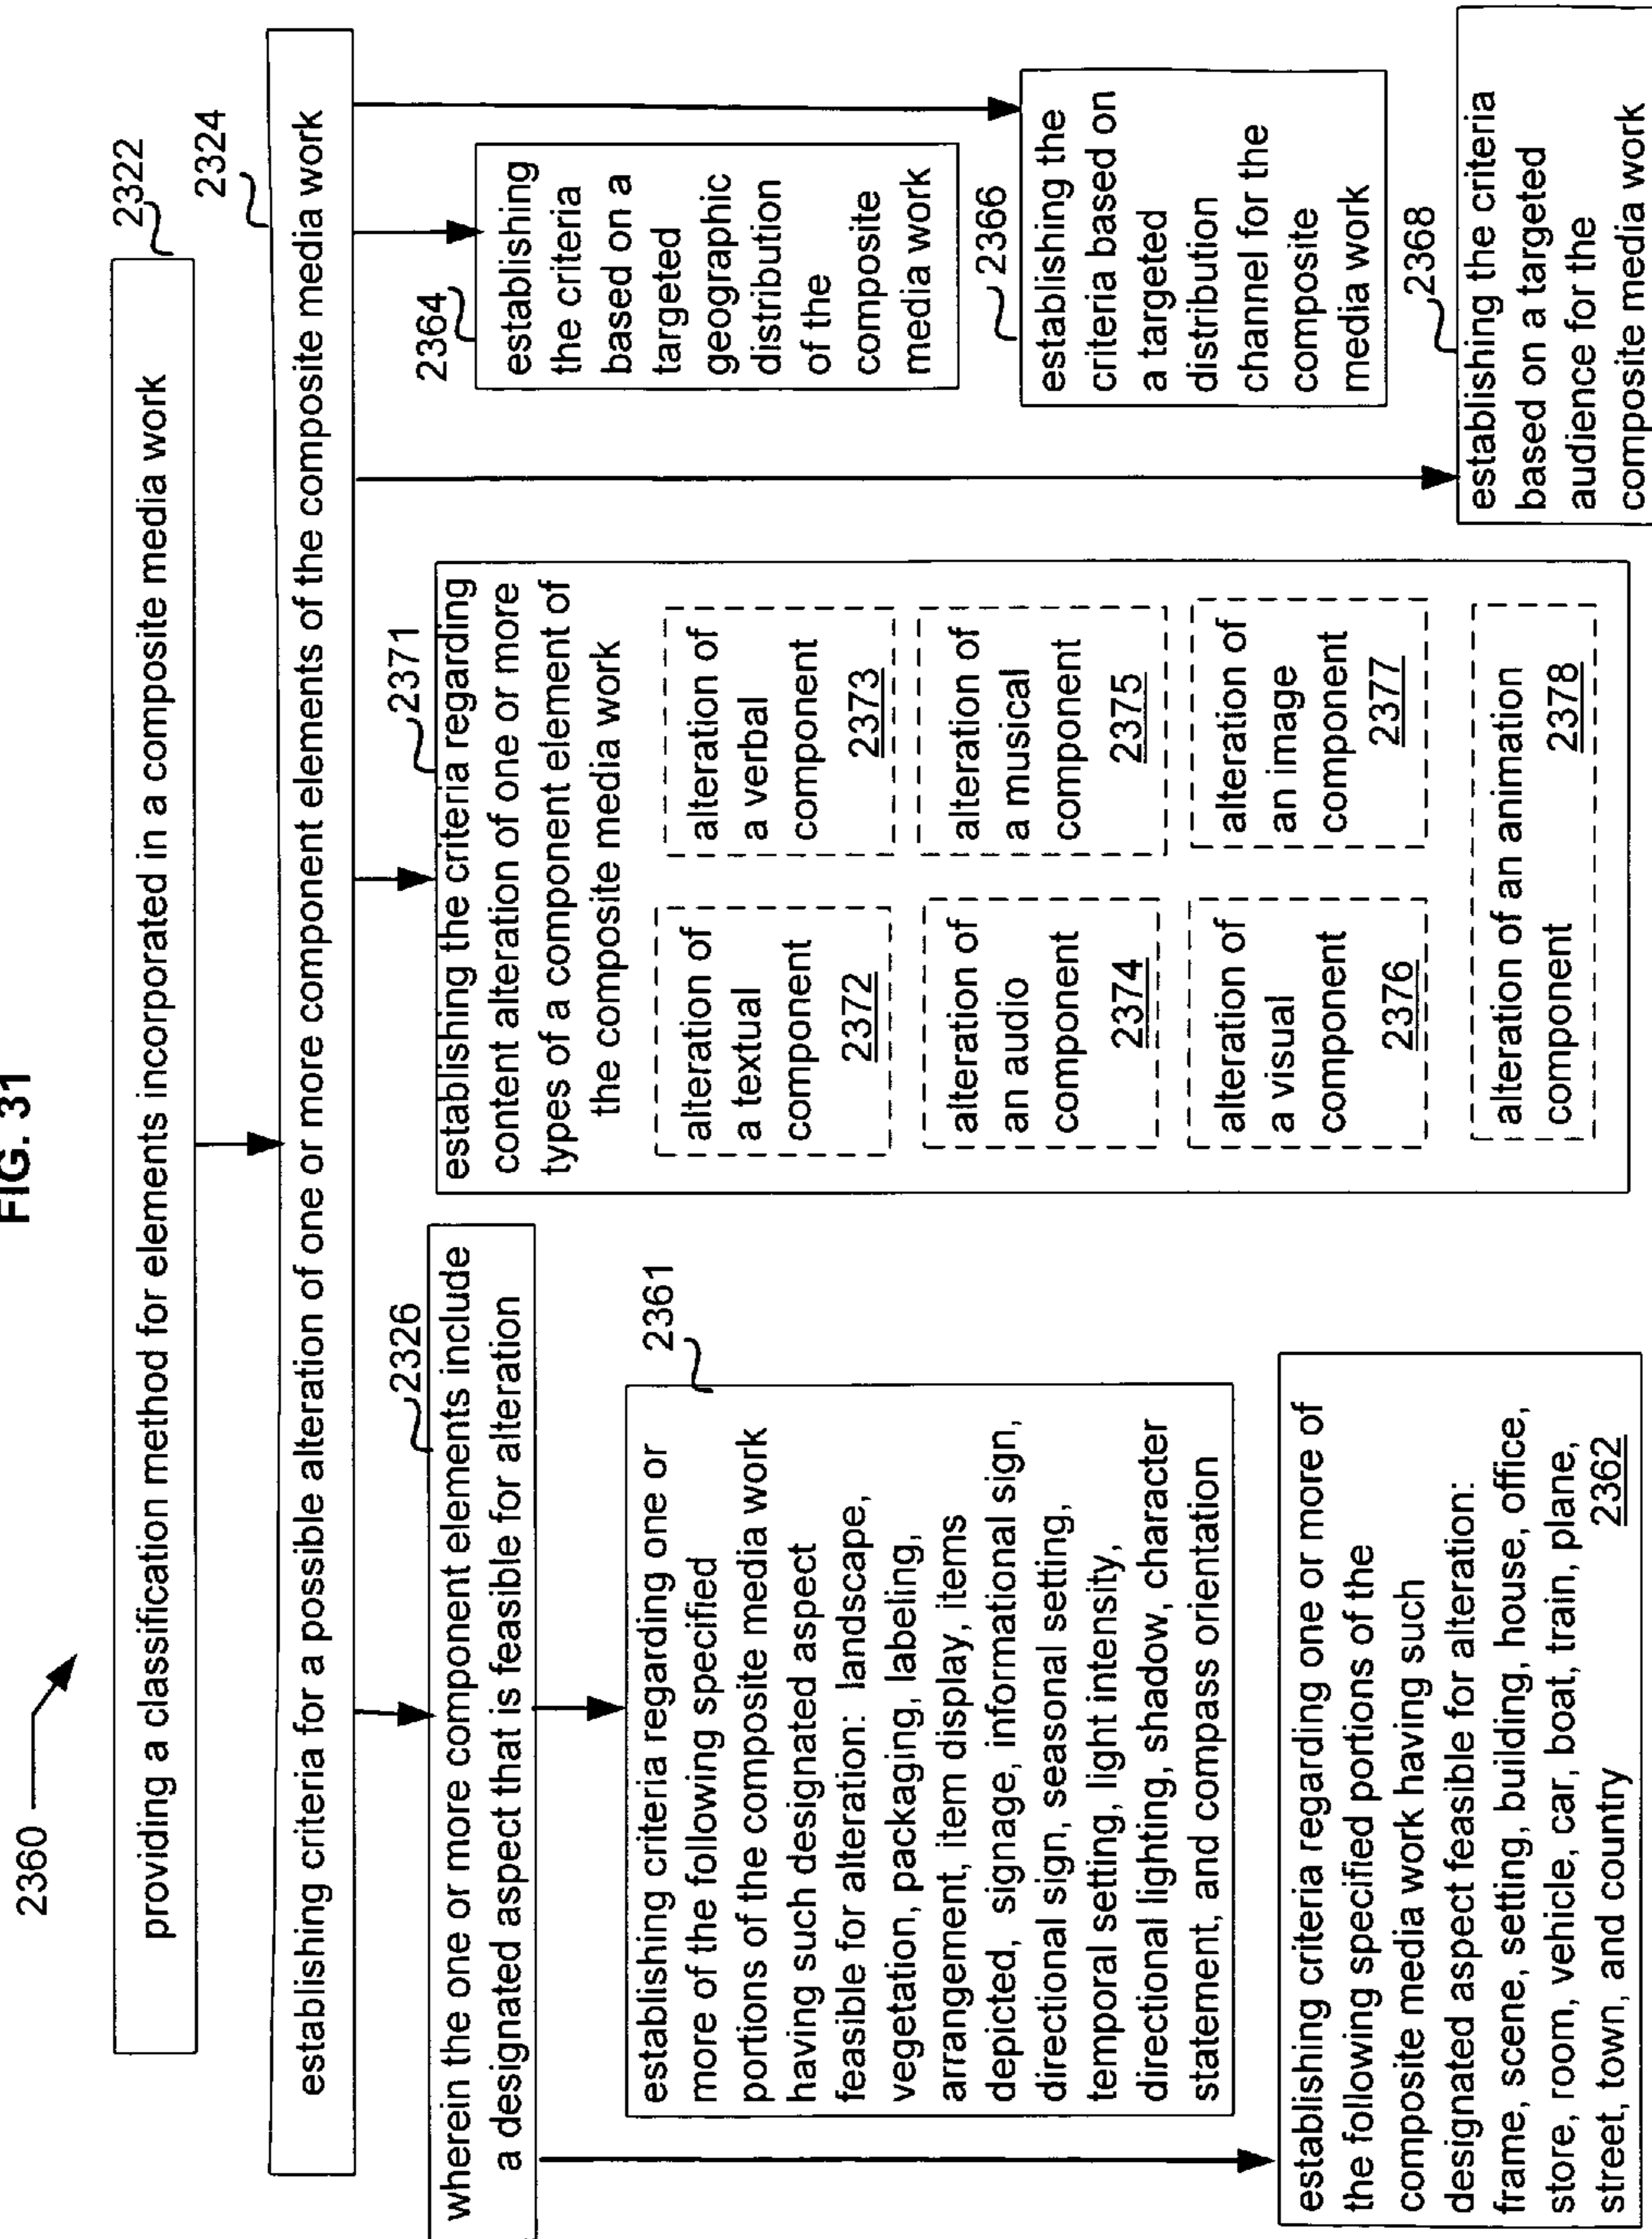 FIG. 31
2360
2322
providing a classification method for elements incorporated in a composite media work
2324
establishing criteria for a possible alteration of one or more component elements of the composite media work
2326
wherein the one or more component elements include
a designated aspect that is feasible for alteration
2361
establishing criteria regarding one or
more of the following specified
portions of the composite media work
having such designated aspect
feasible for alteration: landscape,
vegetation, packaging, labeling,
arrangement, item display, items
depicted, signage, informational sign,
directional sign, seasonal setting,
temporal setting, light intensity,
directional lighting, shadow, character
statement, and compass orientation
establishing criteria regarding one or more of
the following specified portions of the
composite media work having such
designated aspect feasible for alteration:
frame, scene, setting, building, house, office,
store, room, vehicle, car, boat, train, plane,
street, town, and country
2362
2371
establishing the criteria regarding
content alteration of one or more
types of a component element of
the composite media work
alteration of
a textual
component
2372
alteration of
a verbal
component
2373
alteration of
an audio
component
2374
alteration of
a musical
component
2375
alteration of
a visual
component
2376
alteration of
an image
component
2377
alteration of an animation
component
2378
2364
establishing
the criteria
based on a
targeted
geographic
distribution
of the
composite
media work
2366
establishing the
criteria based on
a targeted
distribution
channel for the
composite
media work
2368
establishing the criteria
based on a targeted
audience for the
composite media work